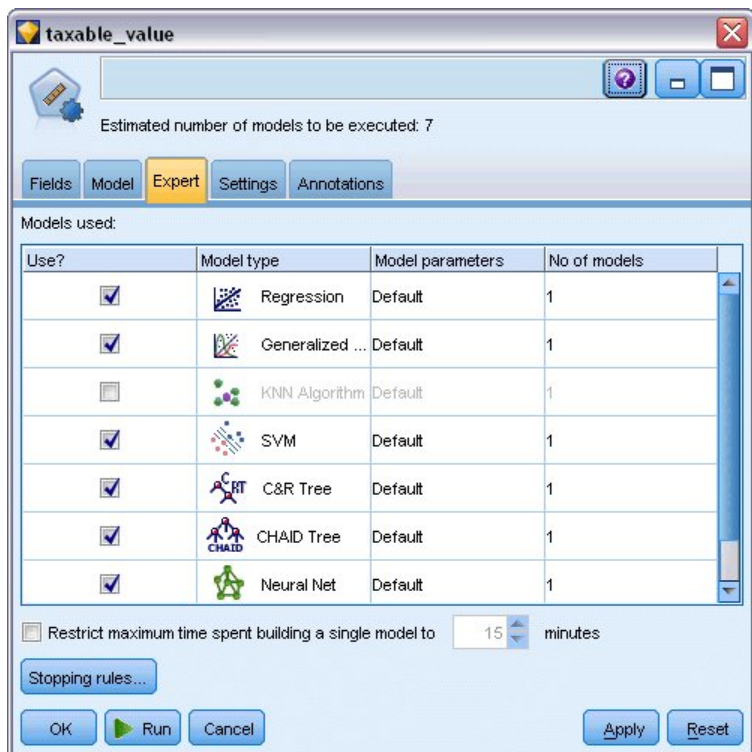 taxable_value
Estimated number of models to be executed: 7
Fields Model Expert Settings Annotations
Models used:
Use? Model type Model parameters No of models
Regression Default 1
Generalized ... Default 1
KNN Algorithm Default 1
SVM Default 1
C RT C&R Tree Default 1
CHAID CHAID Tree Default 1
Neural Net Default 1
Restrict maximum time spent building a single model to 15 minutes
Stopping rules...
OK Run Cancel Apply Reset